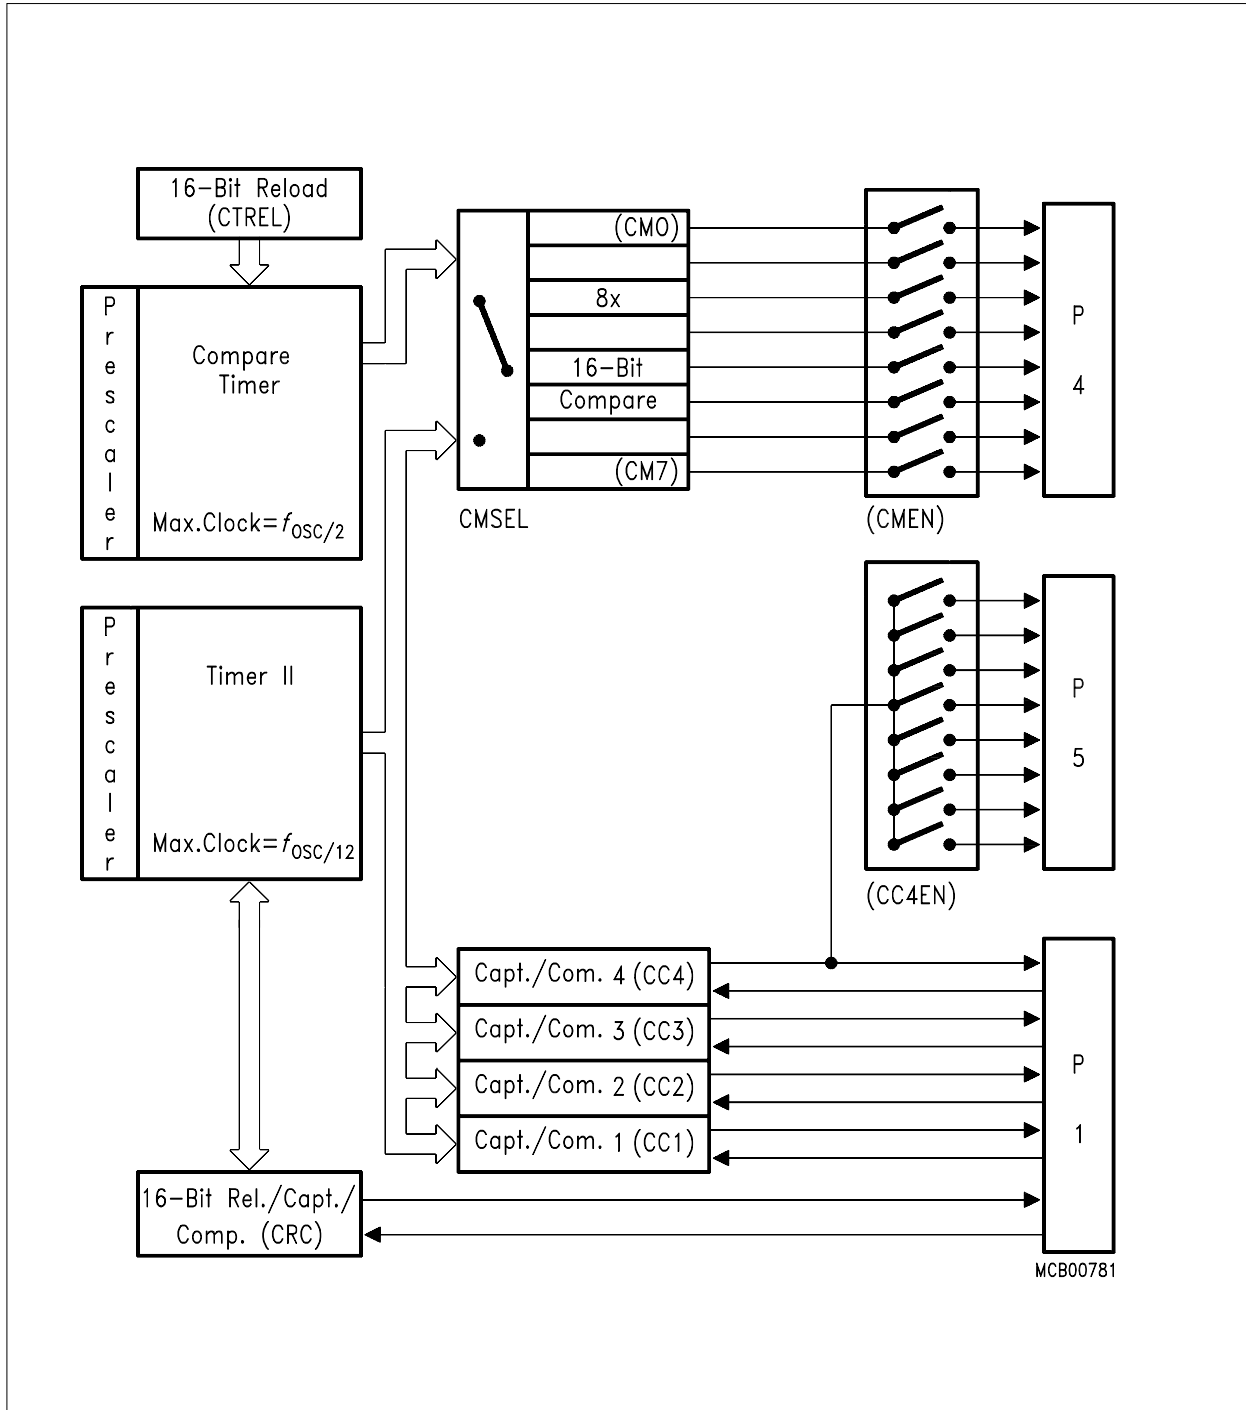 16-Bit Reload
(CTREL)
Prescaler
Compare
Timer
Max.Clock=fOSC/2
(CM0)
8x
16-Bit
Compare
(CM7)
CMSEL
(CMEN)
P
4
Prescaler
Timer II
Max.Clock=fOSC/12
(CC4EN)
P
5
Capt./Com. 4 (CC4)
Capt./Com. 3 (CC3)
Capt./Com. 2 (CC2)
Capt./Com. 1 (CC1)
P
1
16-Bit Rel./Capt./
Comp. (CRC)
MCB00781